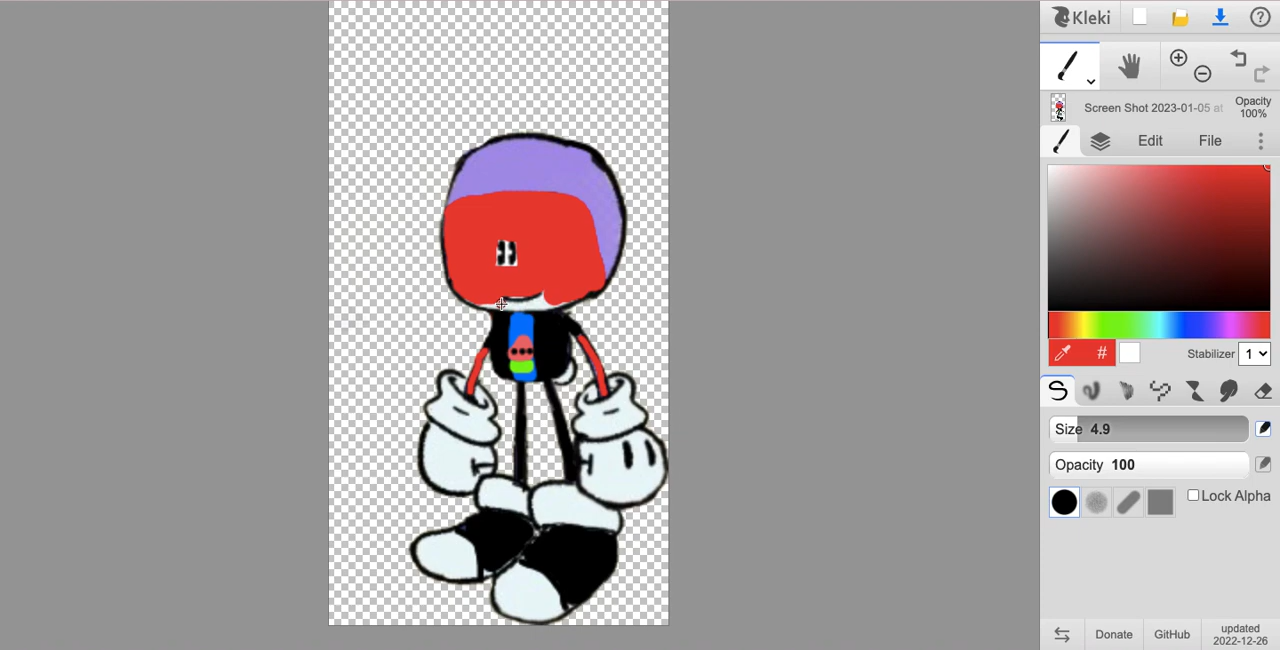 Kleki
Screen Shot 2023-01-05 at
Opacity
100%
Edit
File
#
Stabilizer
1
Size 4.9
Opacity 100
Lock Alpha
Donate
GitHub
updated
2022-12-26